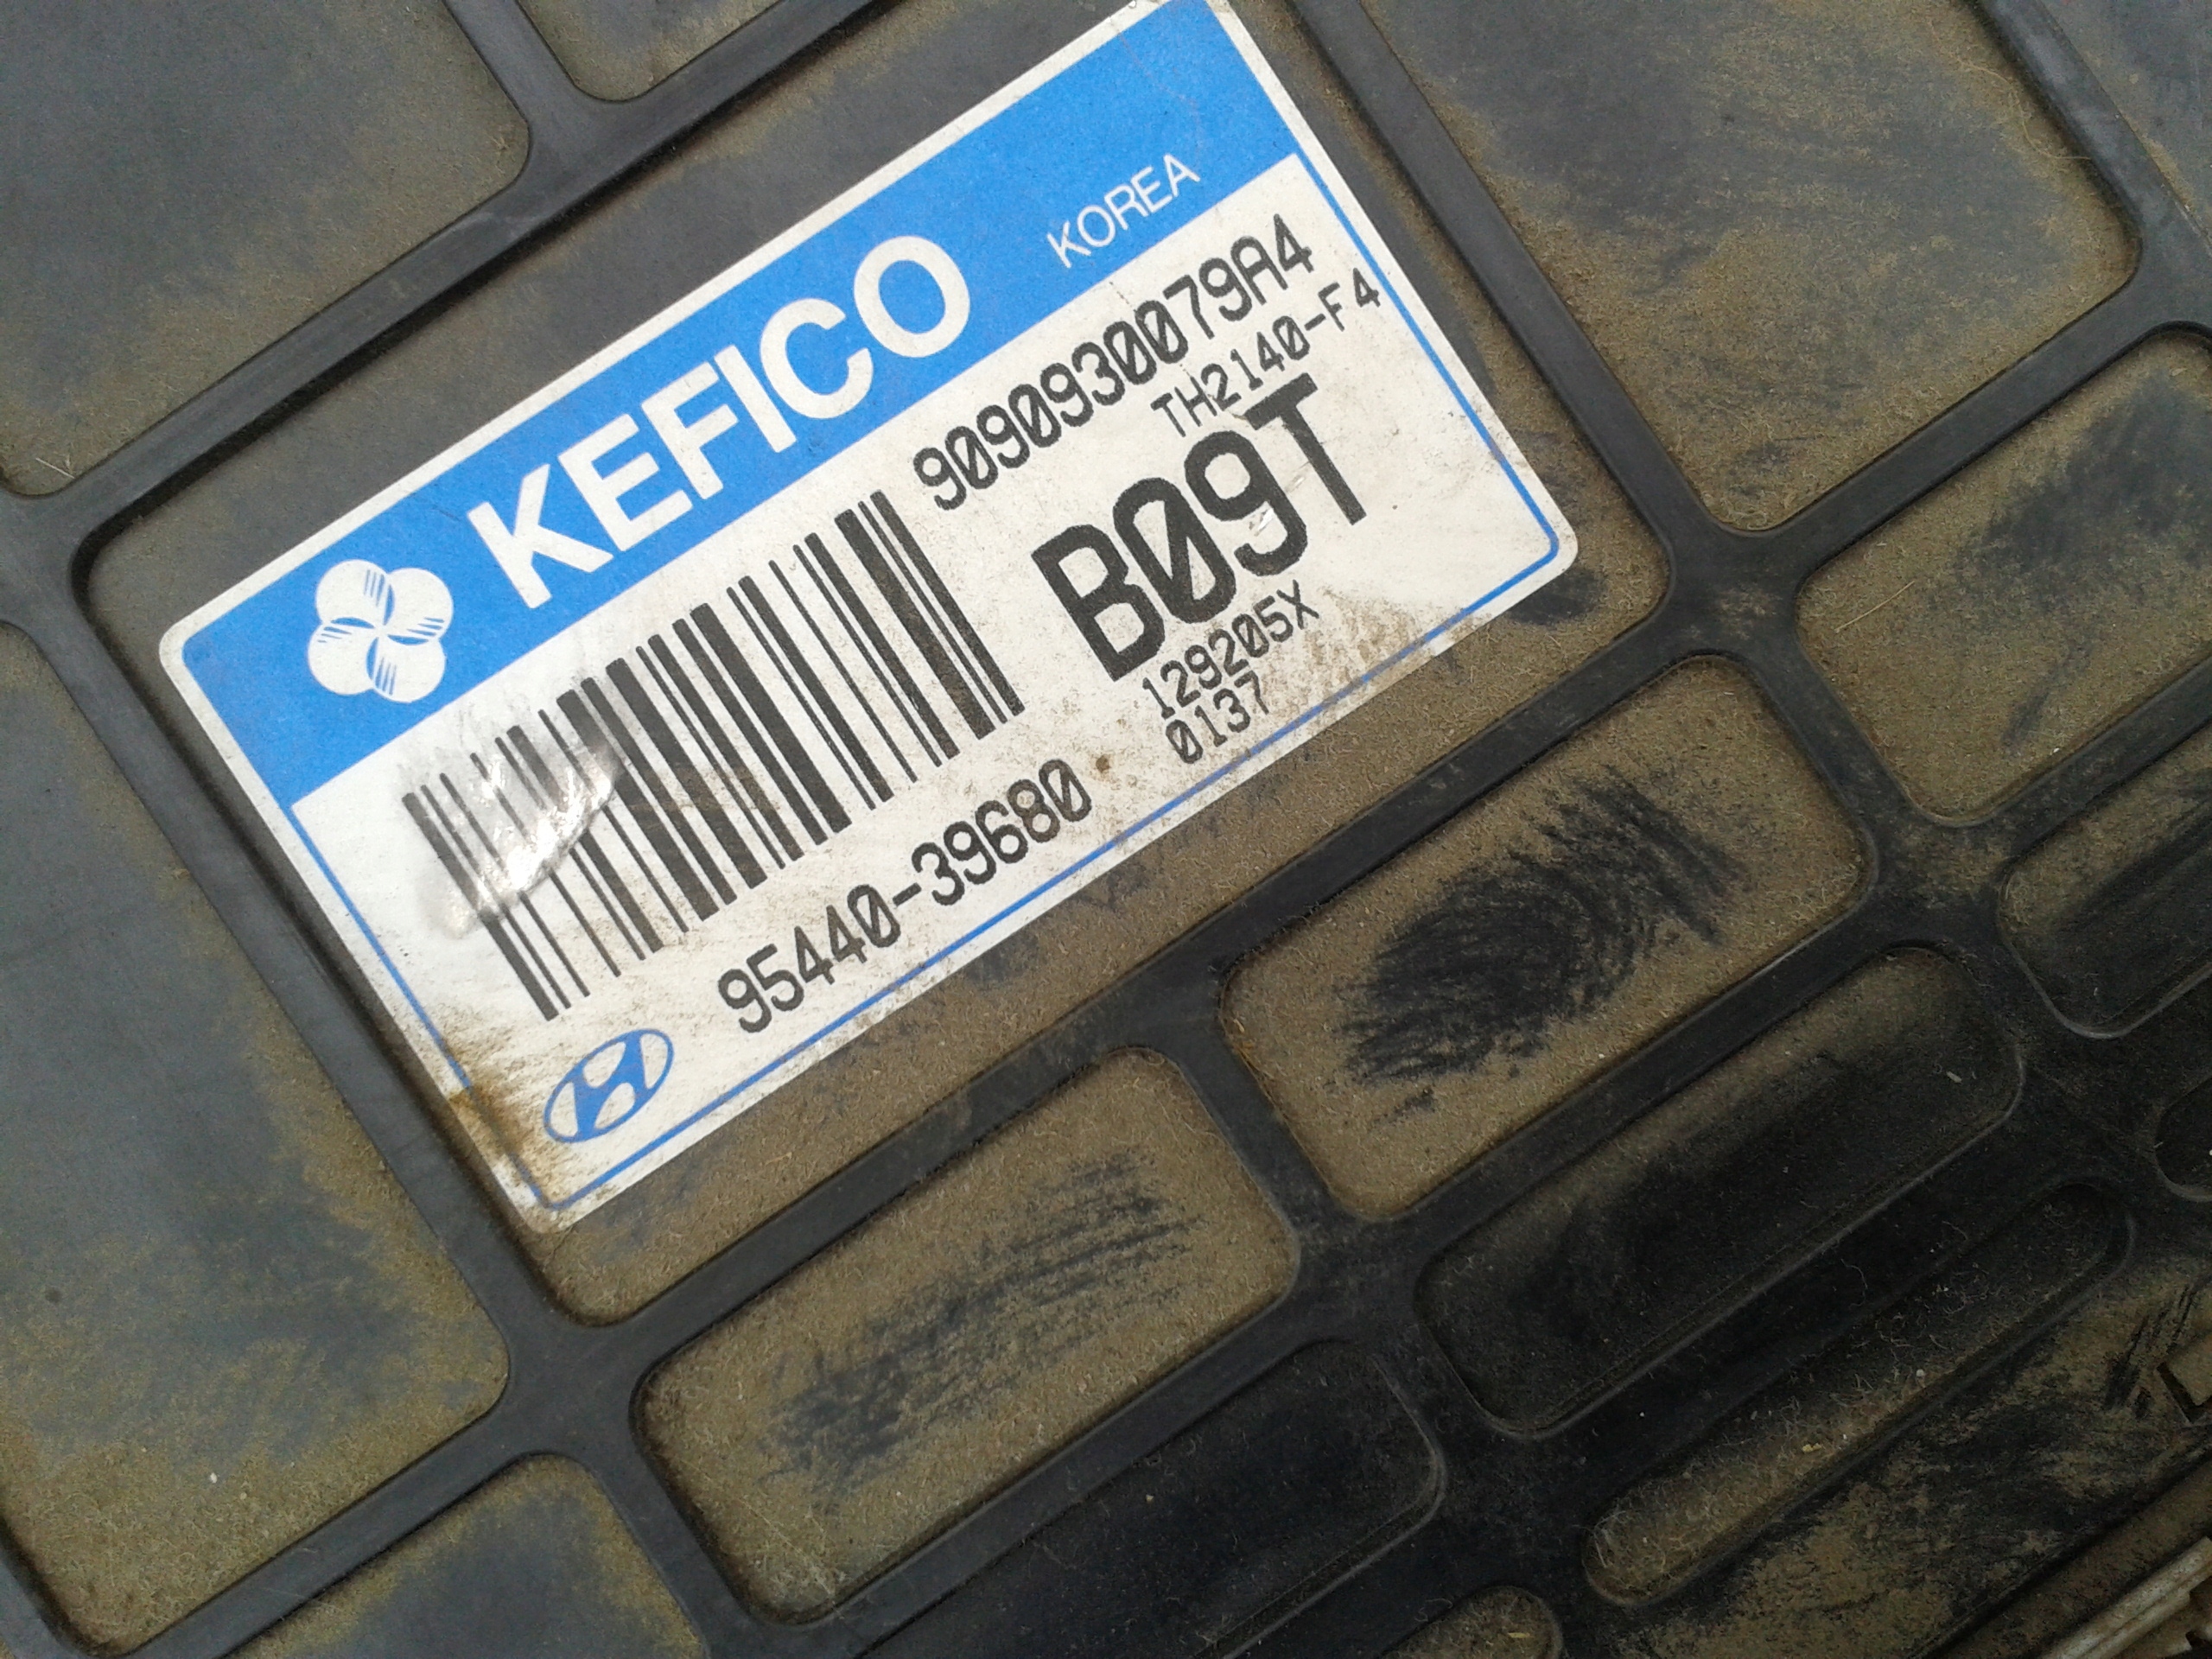 KEFICO KOREA
9090930079A4
TH2140-F4
B09T
129205X
0137
95440-39680